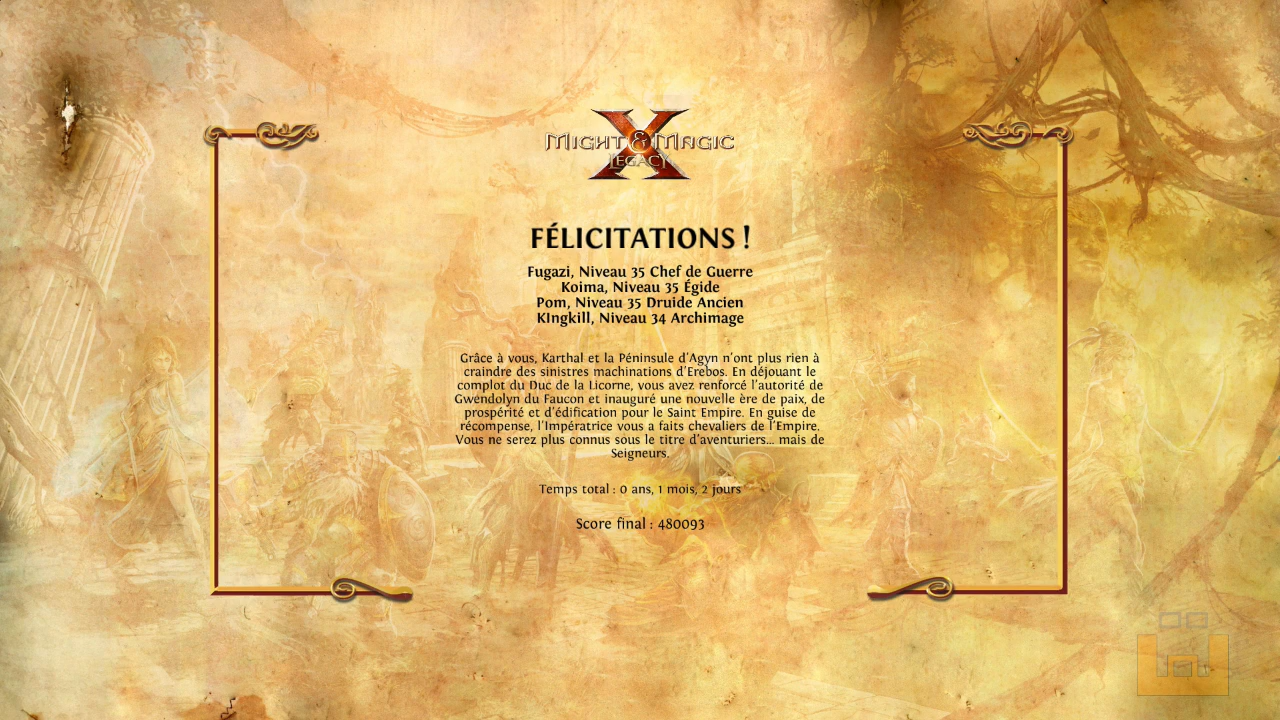 Might & Magic
X
Legacy
FÉLICITATIONS !
Fugazi, Niveau 35 Chef de Guerre
Koima, Niveau 35 Égide
Pom, Niveau 35 Druide Ancien
KIngkill, Niveau 34 Archimage
Grâce à vous, Karthal et la Péninsule d'Agyn n'ont plus rien à
craindre des sinistres machinations d'Erebos. En déjouant le
complot du Duc de la Licorne, vous avez renforcé l'autorité de
Gwendolyn du Faucon et inauguré une nouvelle ère de paix, de
prospérité et d'édification pour le Saint Empire. En guise de
récompense, l'Impératrice vous a faits chevaliers de l'Empire.
Vous ne serez plus connus sous le titre d'aventuriers... mais de
Seigneurs.
Temps total : 0 ans, 1 mois, 2 jours
Score final : 480093